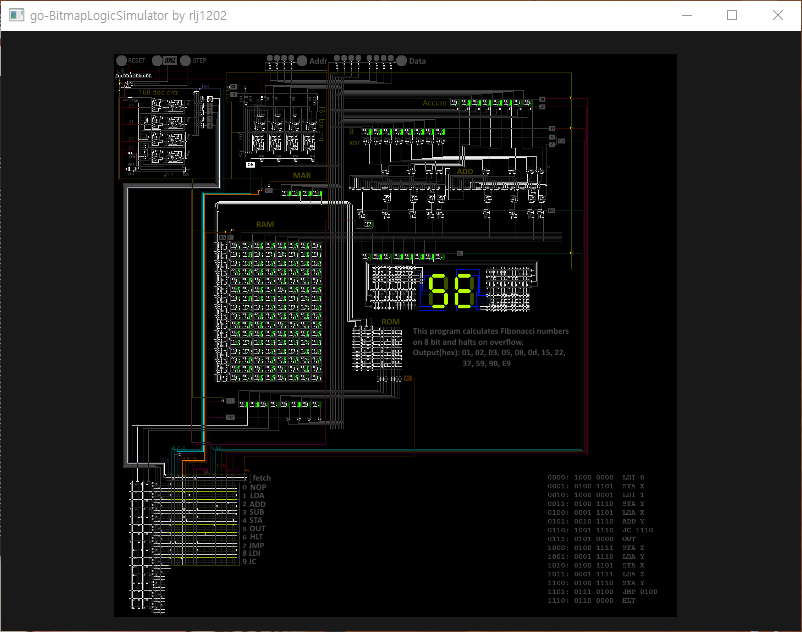 go-BitmapLogicSimulator by rlj1202
RESET
STEP
Addr
Data
Accum
XOR
ADD
MAR
RAM
5E
ROM
This program calculates Fibonacci numbers
on 8 bit and halts on overflow.
Output(hex): 01, 02, 03, 05, 08, 0d, 15, 22,
37, 59, 90, E9
fetch
0 NOP
1 LDA
2 ADD
3 SUB
4 STA
5 OUT
6 HLT
7 JMP
8 LDI
9 JC
0000: 1000 0000 LDI 0
0001: 0100 1101 STA X
0010: 1000 0001 LDI 1
0011: 0100 1110 STA Y
0100: 0001 1101 LDA X
0101: 0010 1110 ADD Y
0110: 1001 1110 JC 1110
0111: 0101 0000 OUT
1000: 0100 1111 STA Z
1001: 0001 1110 LDA Y
1010: 0100 1101 STA X
1011: 0001 1111 LDA Z
1100: 0100 1110 STA Y
1101: 0111 0100 JMP 0100
1110: 0110 0000 HLT